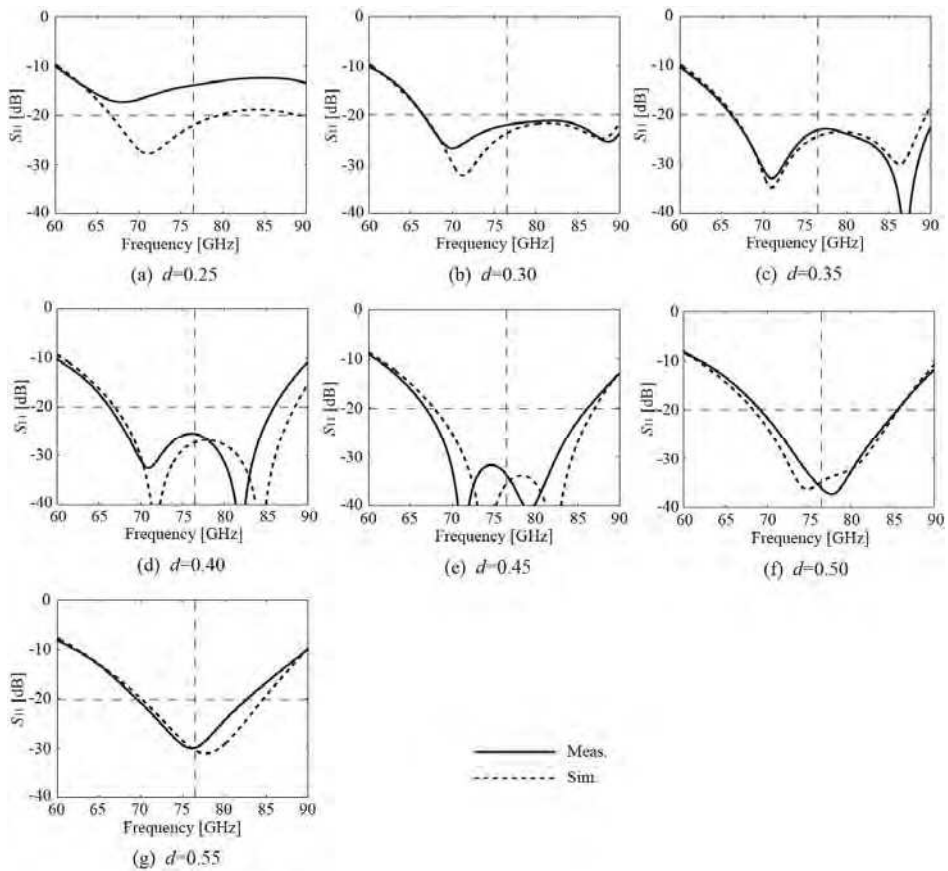 0
-10
-20
-30
-40
S11 [dB]
60 65 70 75 80 85 90
Frequency [GHz]
(a) d=0.25
0
-10
-20
-30
-40
S11 [dB]
60 65 70 75 80 85 90
Frequency [GHz]
(b) d=0.30
0
-10
-20
-30
-40
S11 [dB]
60 65 70 75 80 85 90
Frequency [GHz]
(c) d=0.35
0
-10
-20
-30
-40
S11 [dB]
60 65 70 75 80 85 90
Frequency [GHz]
(d) d=0.40
0
-10
-20
-30
-40
S11 [dB]
60 65 70 75 80 85 90
Frequency [GHz]
(e) d=0.45
0
-10
-20
-30
-40
S11 [dB]
60 65 70 75 80 85 90
Frequency [GHz]
(f) d=0.50
0
-10
-20
-30
-40
S11 [dB]
60 65 70 75 80 85 90
Frequency [GHz]
(g) d=0.55
Meas.
Sim.